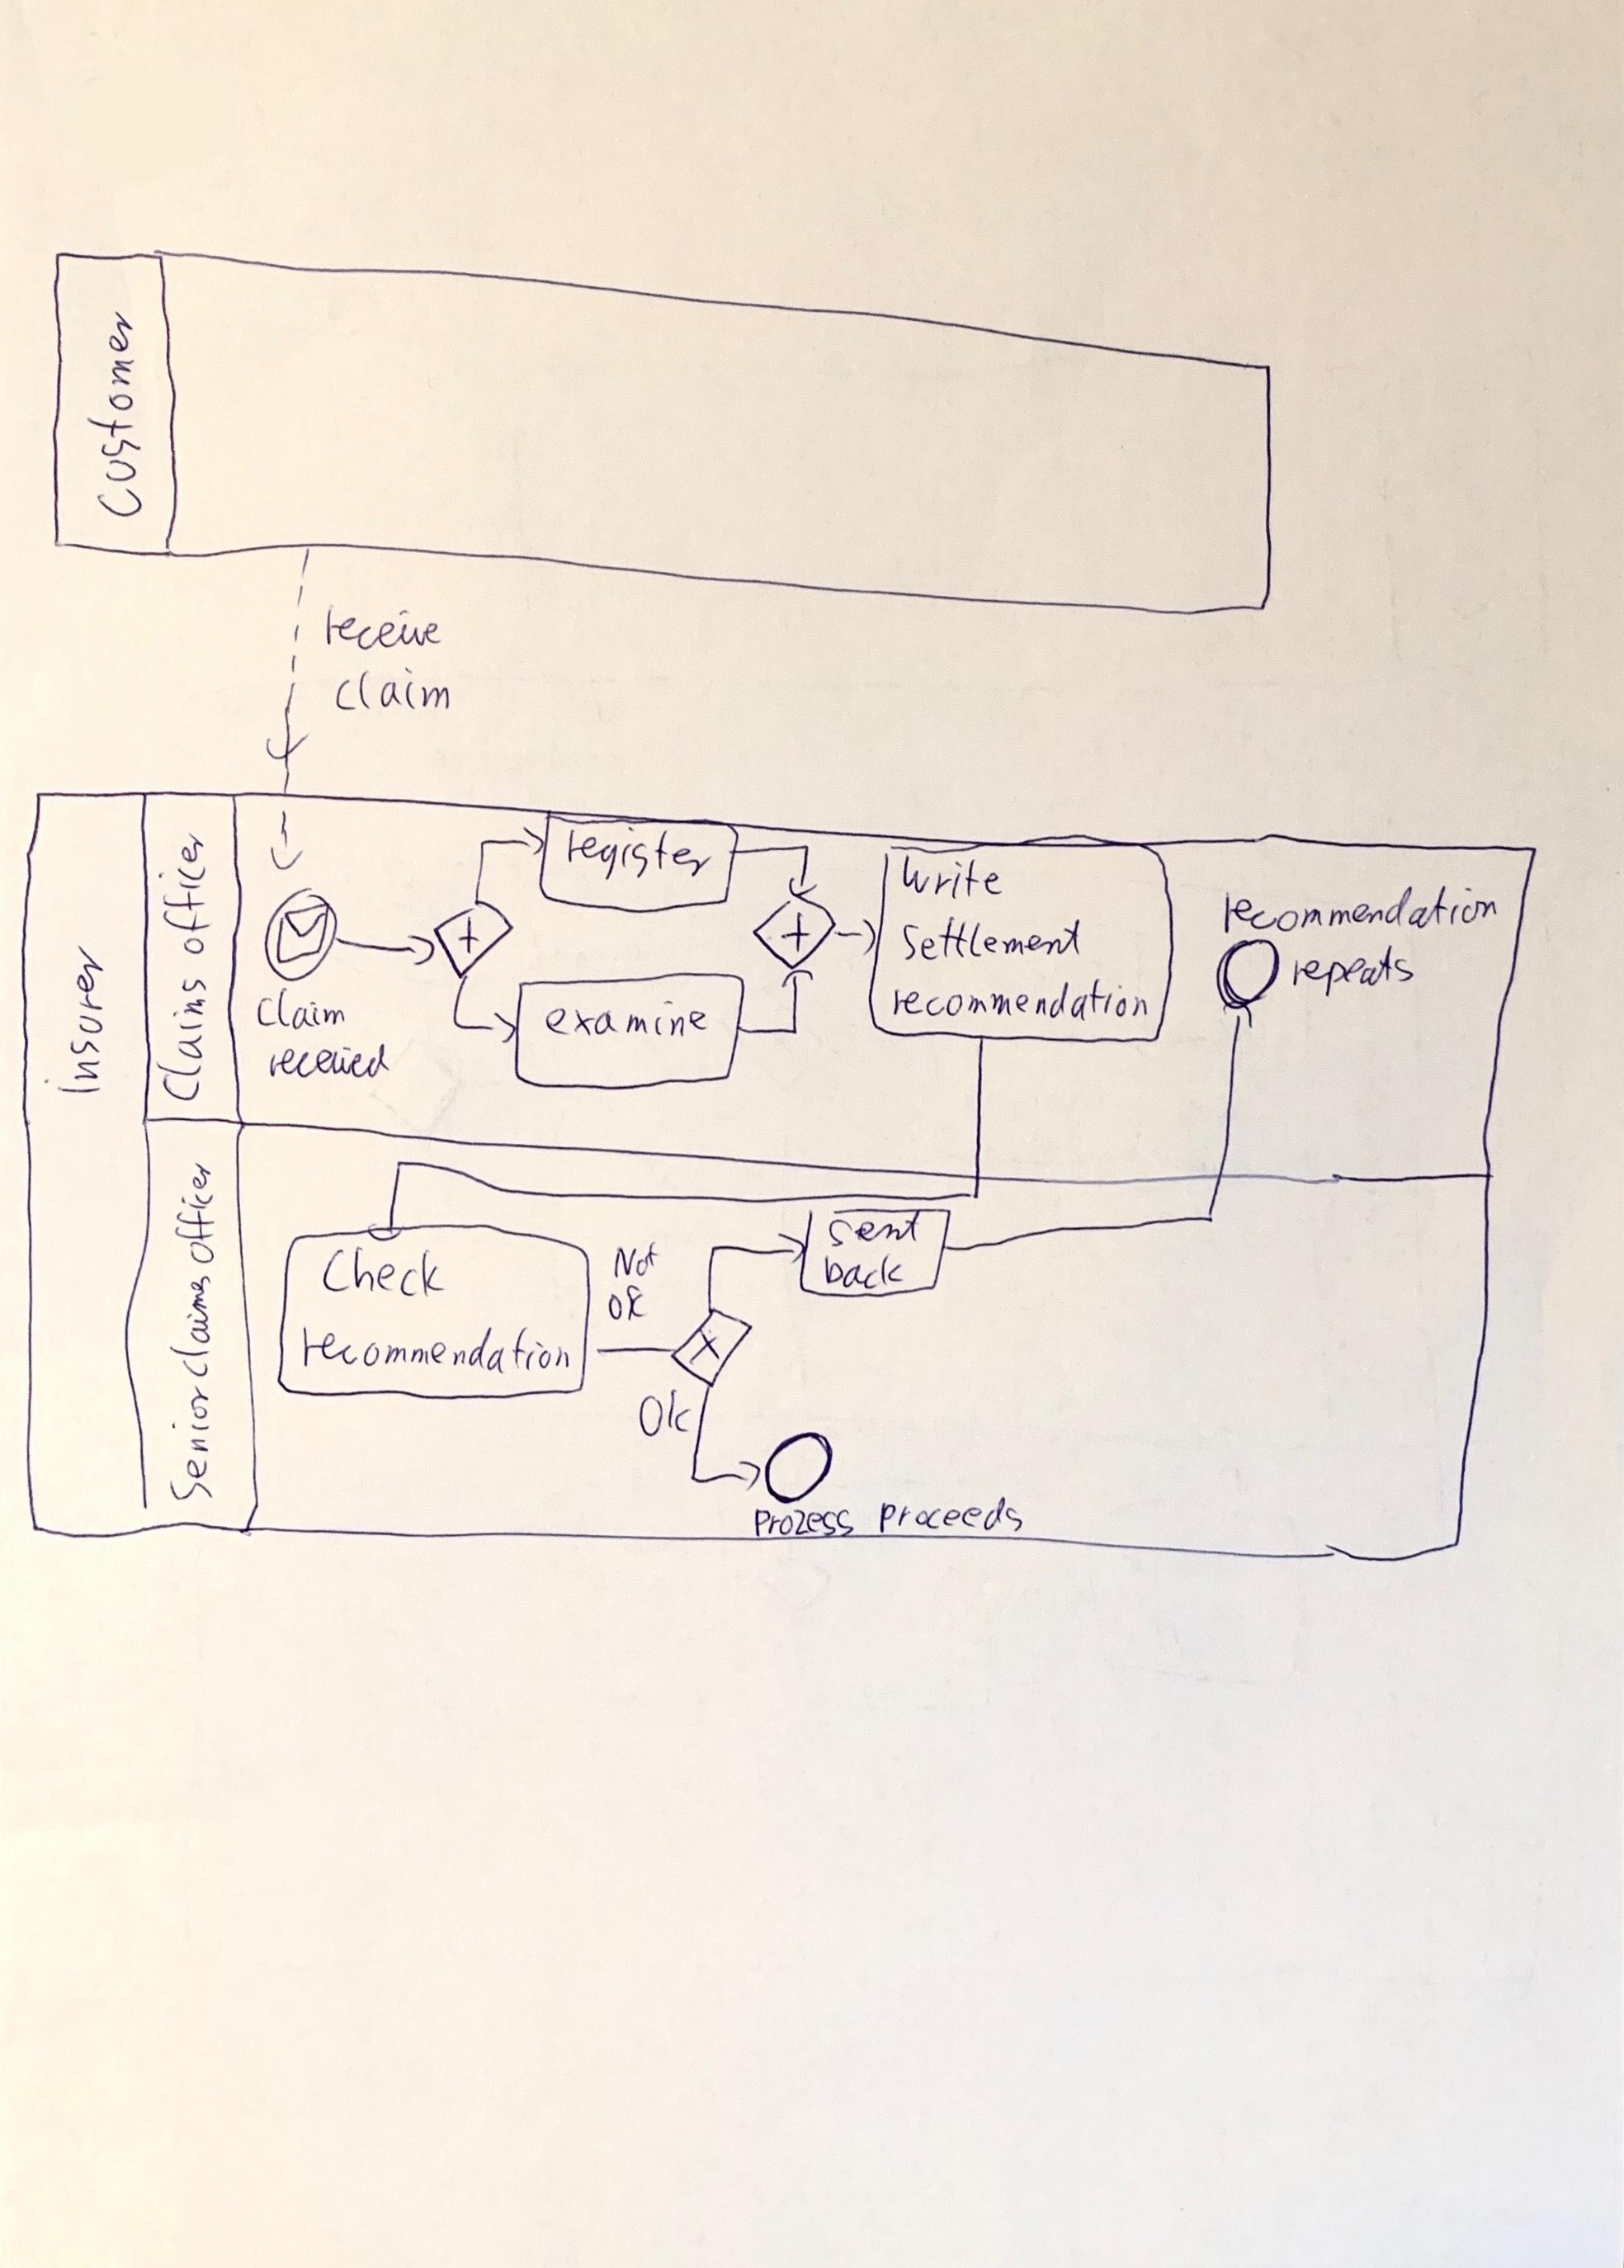 Customer
receive
claim
Insurer
Claims officer
claim
received
register
examine
Write
Settlement
recommendation
recommendation
repeats
Senior claims officer
Check
recommendation
Not
ok
Ok
sent
back
Prozess proceeds